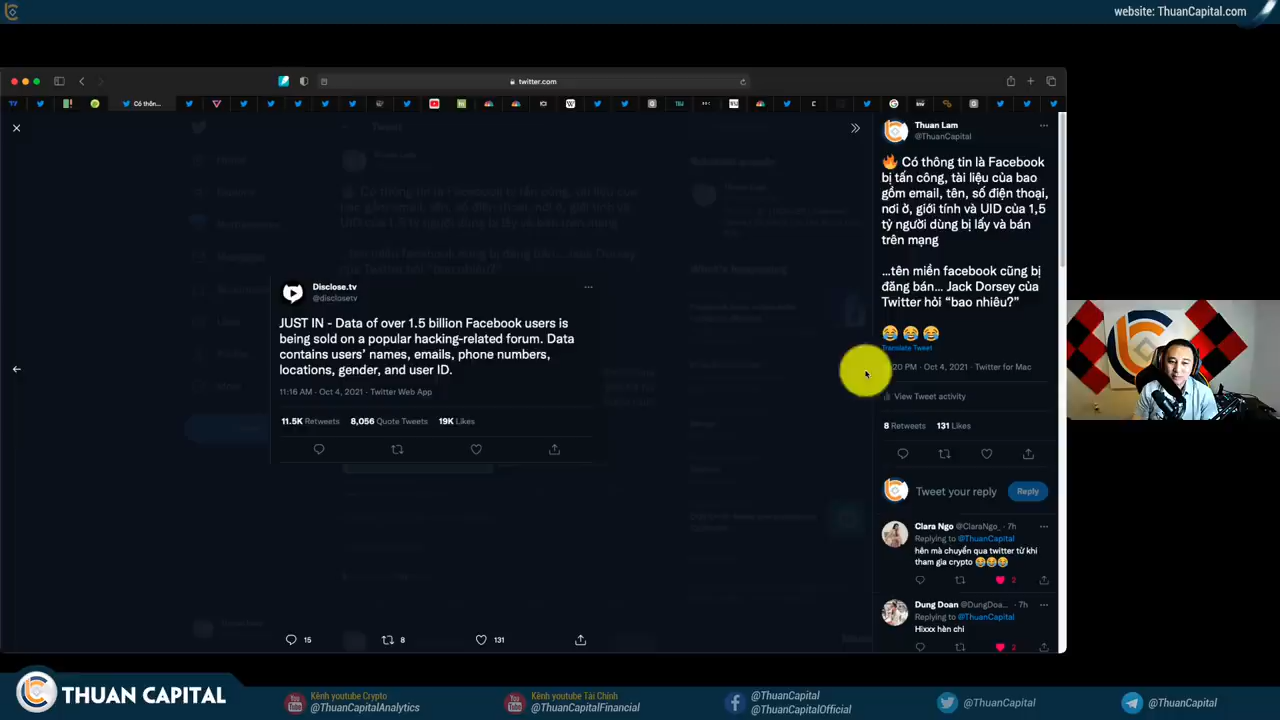 website: ThuanCapital.com
twitter.com
Có thôn...
Thuan Lam
@ThuanCapital
🔥 Có thông tin là Facebook
bị tấn công, tài liệu của bao
gồm email, tên, số điện thoại,
nơi ở, giới tính và UID của 1,5
tỷ người dùng bị lấy và bán
trên mạng
...tên miền facebook cũng bị
đăng bán... Jack Dorsey của
Twitter hỏi “bao nhiêu?”
😂 😂 😂
Translate Tweet
20 PM · Oct 4, 2021 · Twitter for Mac
View Tweet activity
8 Retweets 131 Likes
Tweet your reply
Reply
Clara Ngo @ClaraNgo_ · 7h
Replying to @ThuanCapital
hên mà chuyển qua twitter từ khi
tham gia crypto 😂😂😂
2
Dung Doan @DungDoa... · 7h
Replying to @ThuanCapital
Hixxx hèn chi
2
Disclose.tv
@disclosetv
JUST IN - Data of over 1.5 billion Facebook users is
being sold on a popular hacking-related forum. Data
contains users’ names, emails, phone numbers,
locations, gender, and user ID.
11:16 AM · Oct 4, 2021 · Twitter Web App
11.5K Retweets 8,056 Quote Tweets 19K Likes
15 8 131
THUAN CAPITAL
Kênh youtube Crypto
@ThuanCapitalAnalytics
Kênh youtube Tài Chính
@ThuanCapitalFinancial
@ThuanCapital
@ThuanCapitalOfficial
@ThuanCapital
@ThuanCapital